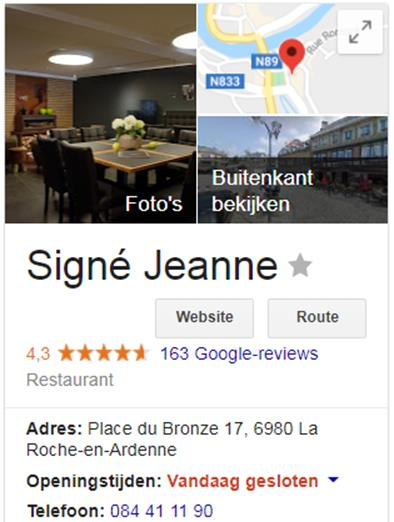 N89
Rue Ro
N833
Foto's
Buitenkant
bekijken
Signé Jeanne
Website
Route
4,3
163 Google-reviews
Restaurant
Adres: Place du Bronze 17, 6980 La
Roche-en-Ardenne
Openingstijden: Vandaag gesloten
Telefoon: 084 41 11 90